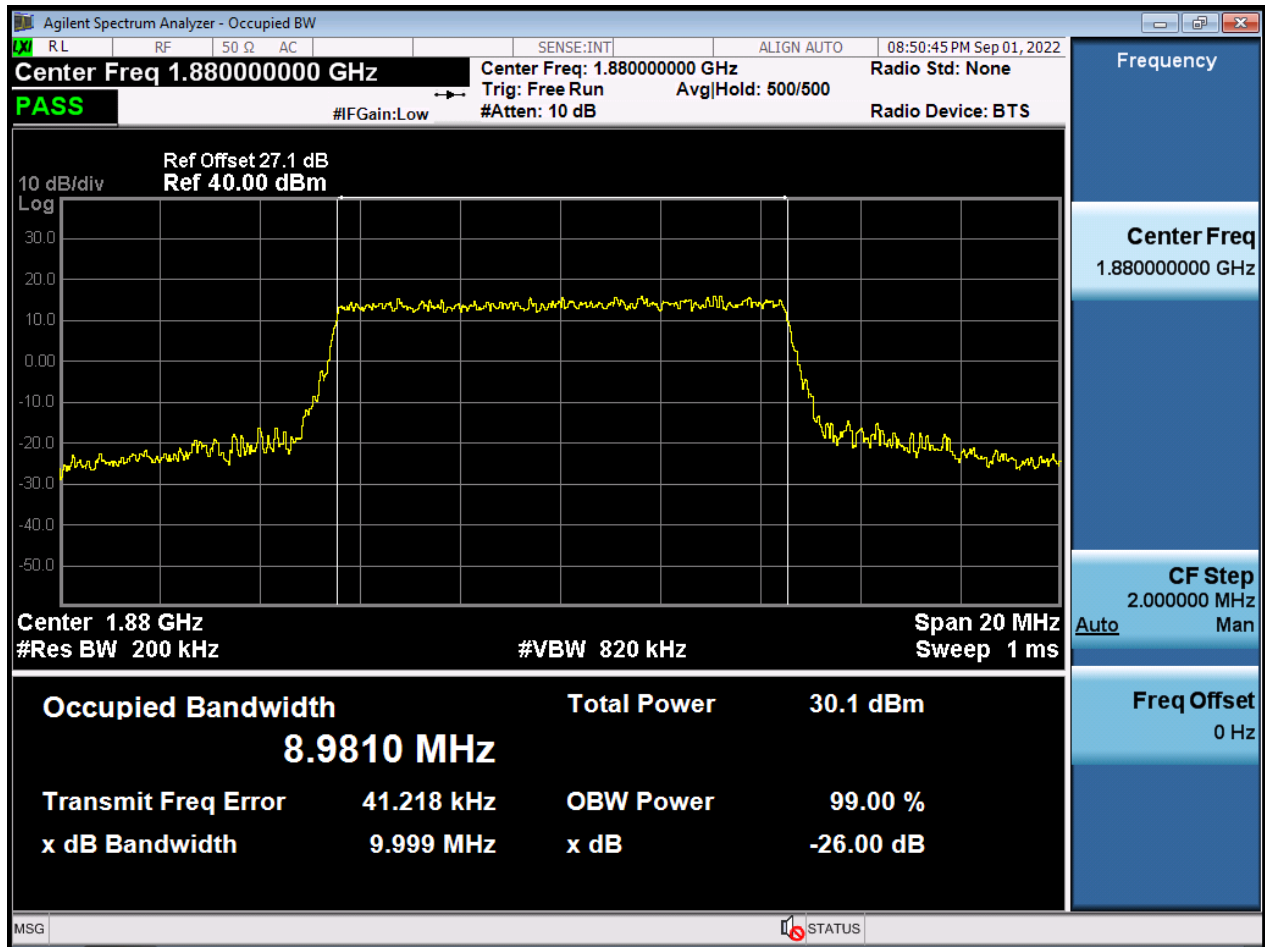 Agilent Spectrum Analyzer - Occupied BW
LXI RL RF 50 Ω AC SENSE:INT ALIGN AUTO 08:50:45 PM Sep 01, 2022
Center Freq 1.880000000 GHz
Center Freq: 1.880000000 GHz
Radio Std: None
Trig: Free Run Avg|Hold: 500/500
PASS
#IFGain:Low
#Atten: 10 dB
Radio Device: BTS
Ref Offset 27.1 dB
10 dB/div Ref 40.00 dBm
Log
30.0
20.0
10.0
0.00
-10.0
-20.0
-30.0
-40.0
-50.0
Center 1.88 GHz Span 20 MHz
#Res BW 200 kHz #VBW 820 kHz Sweep 1 ms
Occupied Bandwidth Total Power 30.1 dBm
8.9810 MHz
Transmit Freq Error 41.218 kHz OBW Power 99.00 %
x dB Bandwidth 9.999 MHz x dB -26.00 dB
MSG STATUS
Frequency
Center Freq
1.880000000 GHz
CF Step
2.000000 MHz
Auto Man
Freq Offset
0 Hz